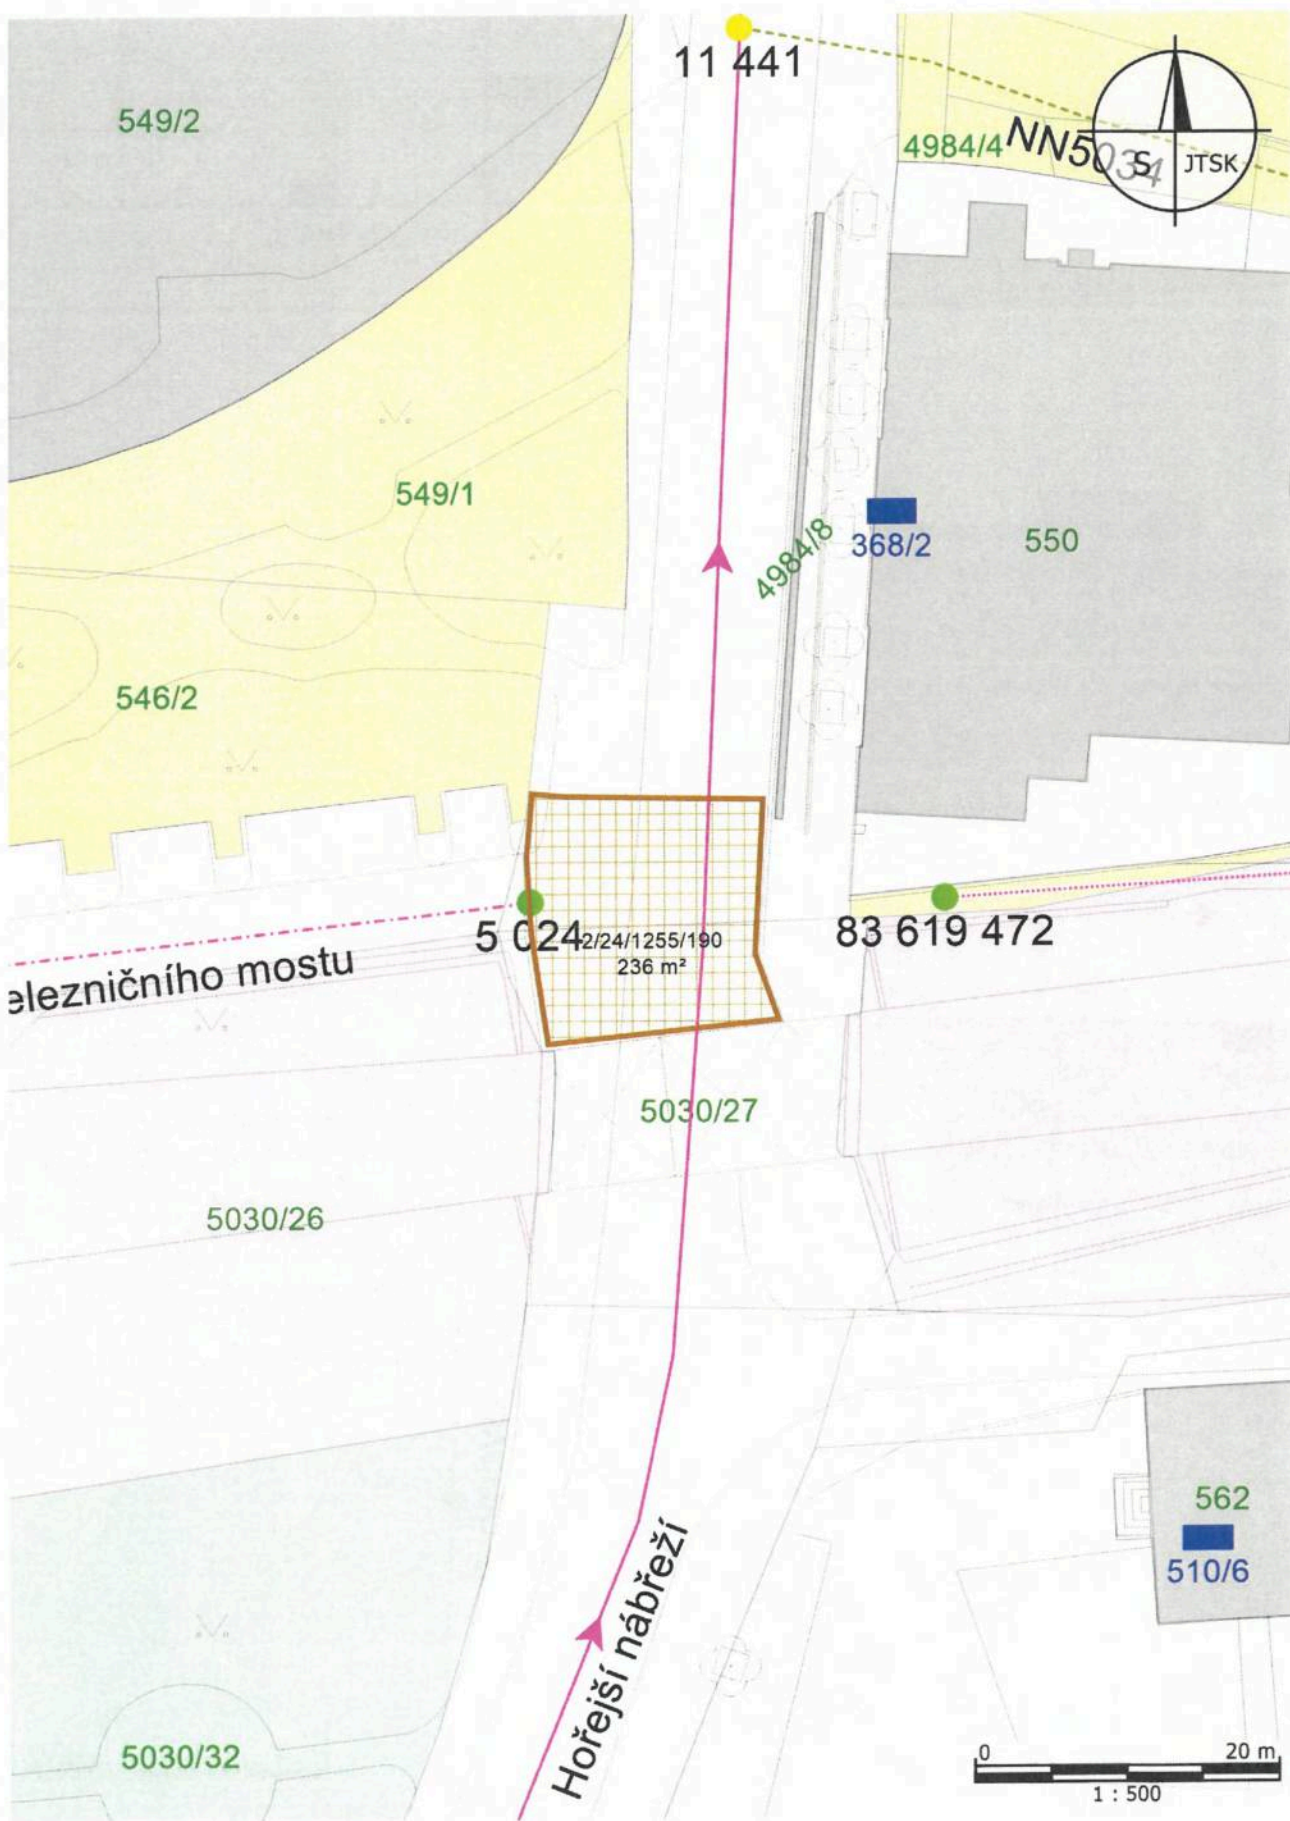 11 441
549/2
4984/4
NN5034
S
JTSK
549/1
4984/8
368/2
550
546/2
5 024
2/24/1255/190
236 m²
83 619 472
elezničního mostu
5030/27
5030/26
Hořejší nábřeží
562
510/6
5030/32
0
20 m
1 : 500